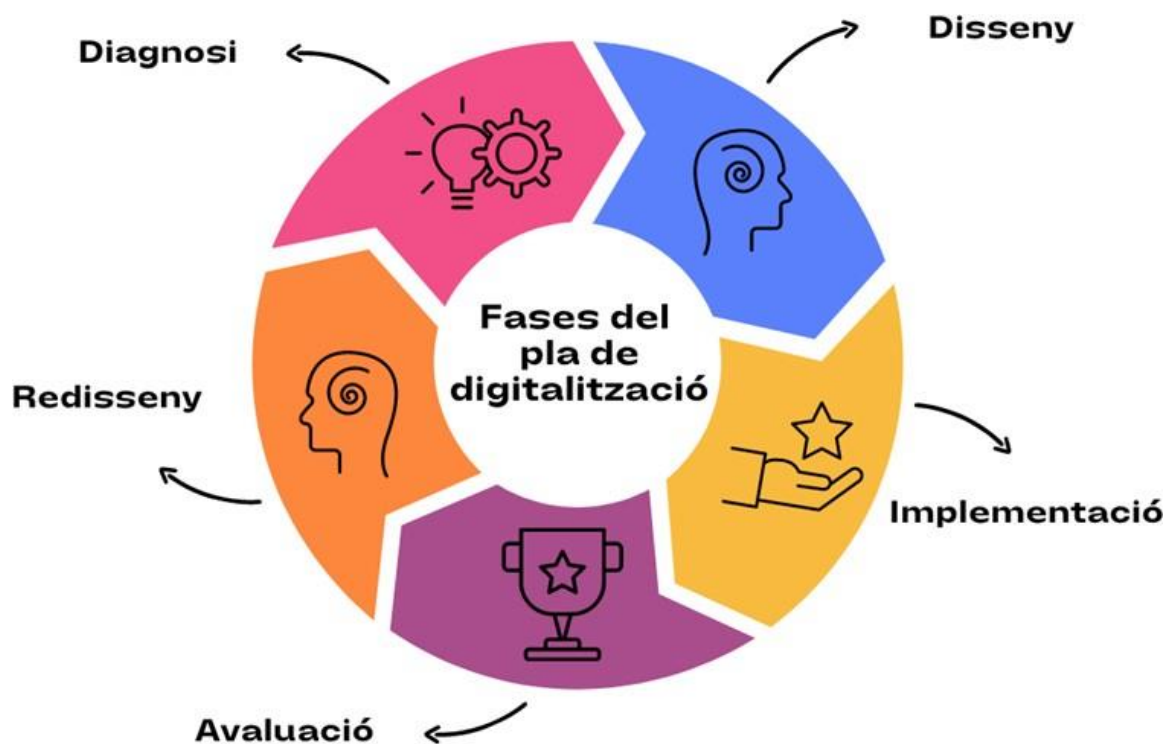 Diagnosi
Disseny
Fases del
pla de
digitalització
Redisseny
Implementació
Avaluació